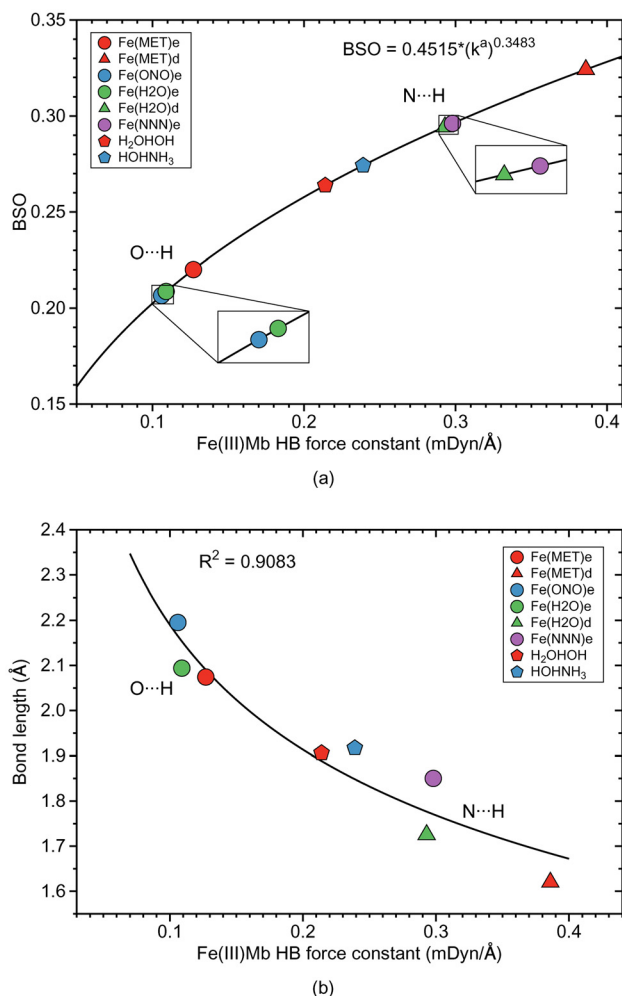 0.35
0.30
0.25
0.20
0.15
BSO
Fe(MET)e
Fe(MET)d
Fe(ONO)e
Fe(H2O)e
Fe(H2O)d
Fe(NNN)e
H₂OHOH
HOHNH₃
BSO = 0.4515*(kᵃ)⁰·³⁴⁸³
N···H
O···H
0.1 0.2 0.3 0.4
Fe(III)Mb HB force constant (mDyn/Å)
(a)
2.4
2.3
2.2
2.1
2.0
1.9
1.8
1.7
1.6
Bond length (Å)
R² = 0.9083
Fe(MET)e
Fe(MET)d
Fe(ONO)e
Fe(H2O)e
Fe(H2O)d
Fe(NNN)e
H₂OHOH
HOHNH₃
O···H
N···H
0.1 0.2 0.3 0.4
Fe(III)Mb HB force constant (mDyn/Å)
(b)